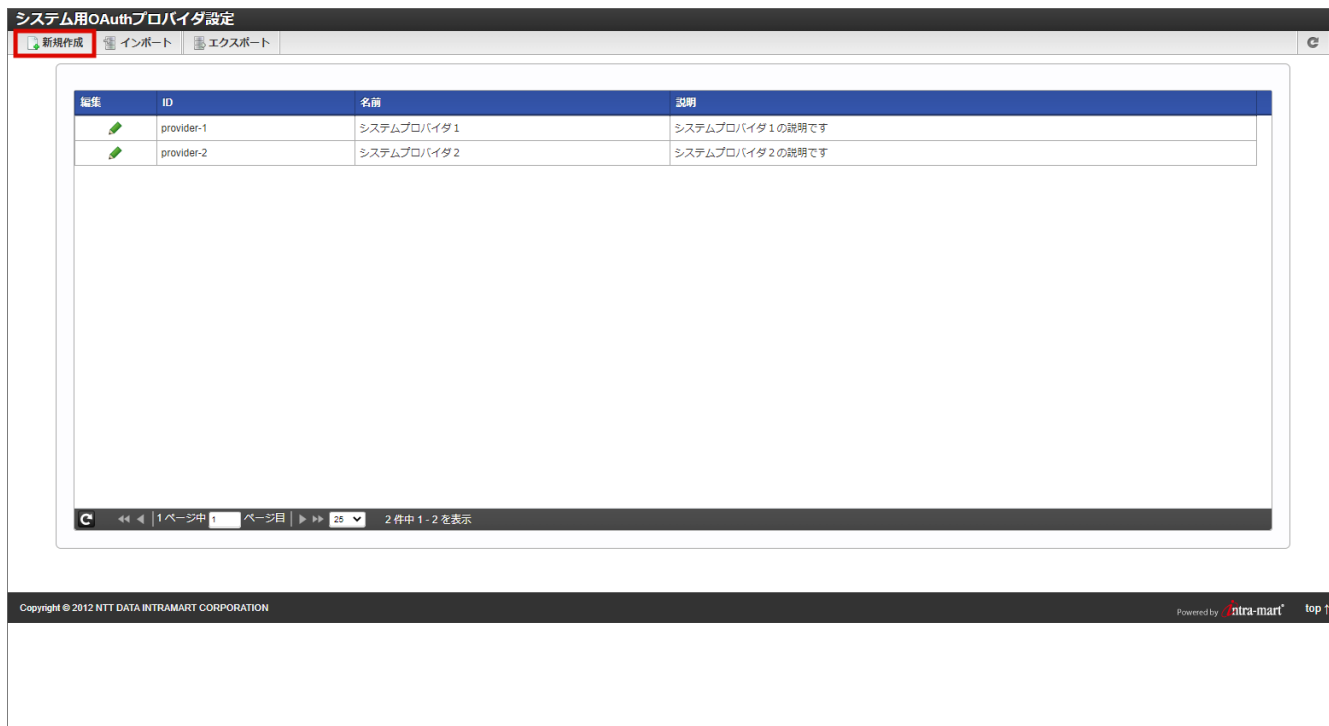 システム用OAuthプロバイダ設定
新規作成 インポート エクスポート
編集 ID 名前 説明
provider-1 システムプロバイダ１ システムプロバイダ１の説明です
provider-2 システムプロバイダ２ システムプロバイダ２の説明です
1 ページ中 1 ページ目 25 2 件中 1 - 2 を表示
Copyright © 2012 NTT DATA INTRAMART CORPORATION Powered by intra-mart® top ↑